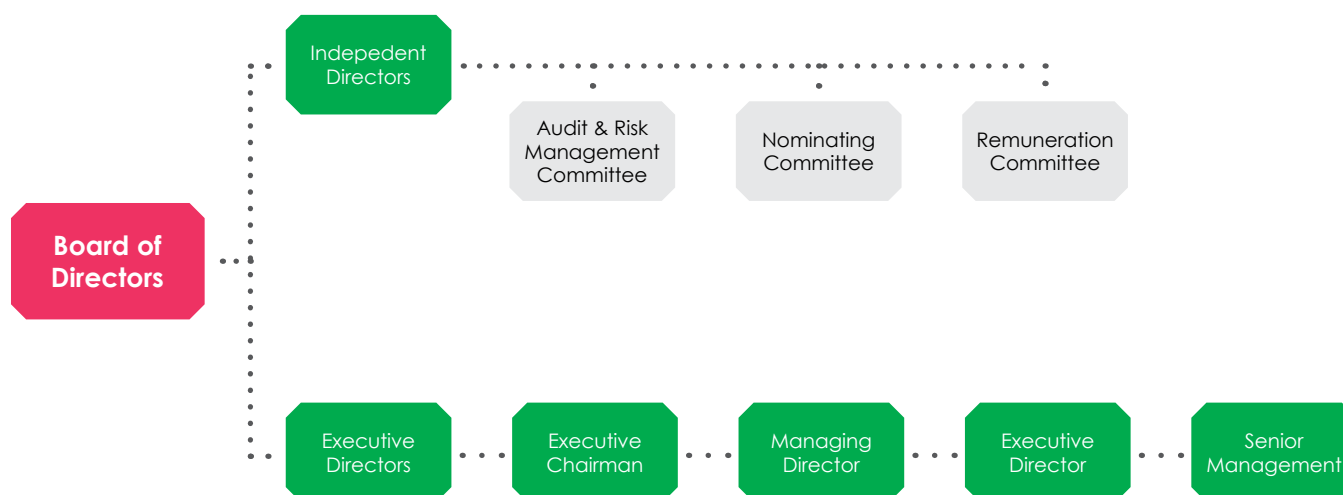 Indepedent
Directors
Audit & Risk
Management
Committee
Nominating
Committee
Remuneration
Committee
Board of
Directors
Executive
Directors
Executive
Chairman
Managing
Director
Executive
Director
Senior
Management